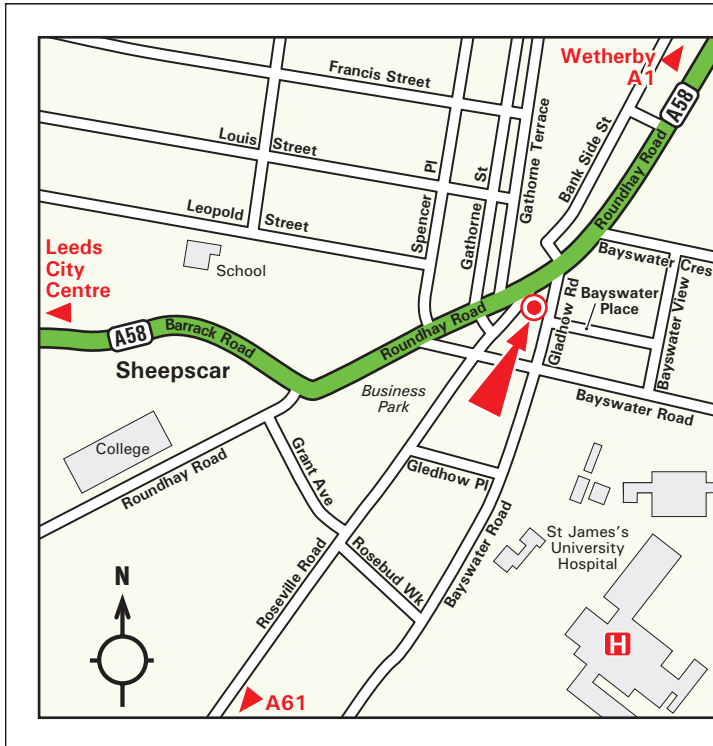 Wetherby
A1
A58
Francis Street
Gathorne Terrace
Bank Side St
Roundhay Road
Louis Street
Spencer Pl
Gathorne St
Leopold Street
Bayswater Cres
Leeds
City
Centre
School
Bayswater
Place
Gladhow Rd
Bayswater View
A58
Barrack Road
Roundhay Road
Sheepscar
Business
Park
Bayswater Road
College
Roundhay Road
Grant Ave
Gledhow Pl
St James's
University
Hospital
Bayswater Road
Roseville Road
Rosebud Wk
N
H
A61